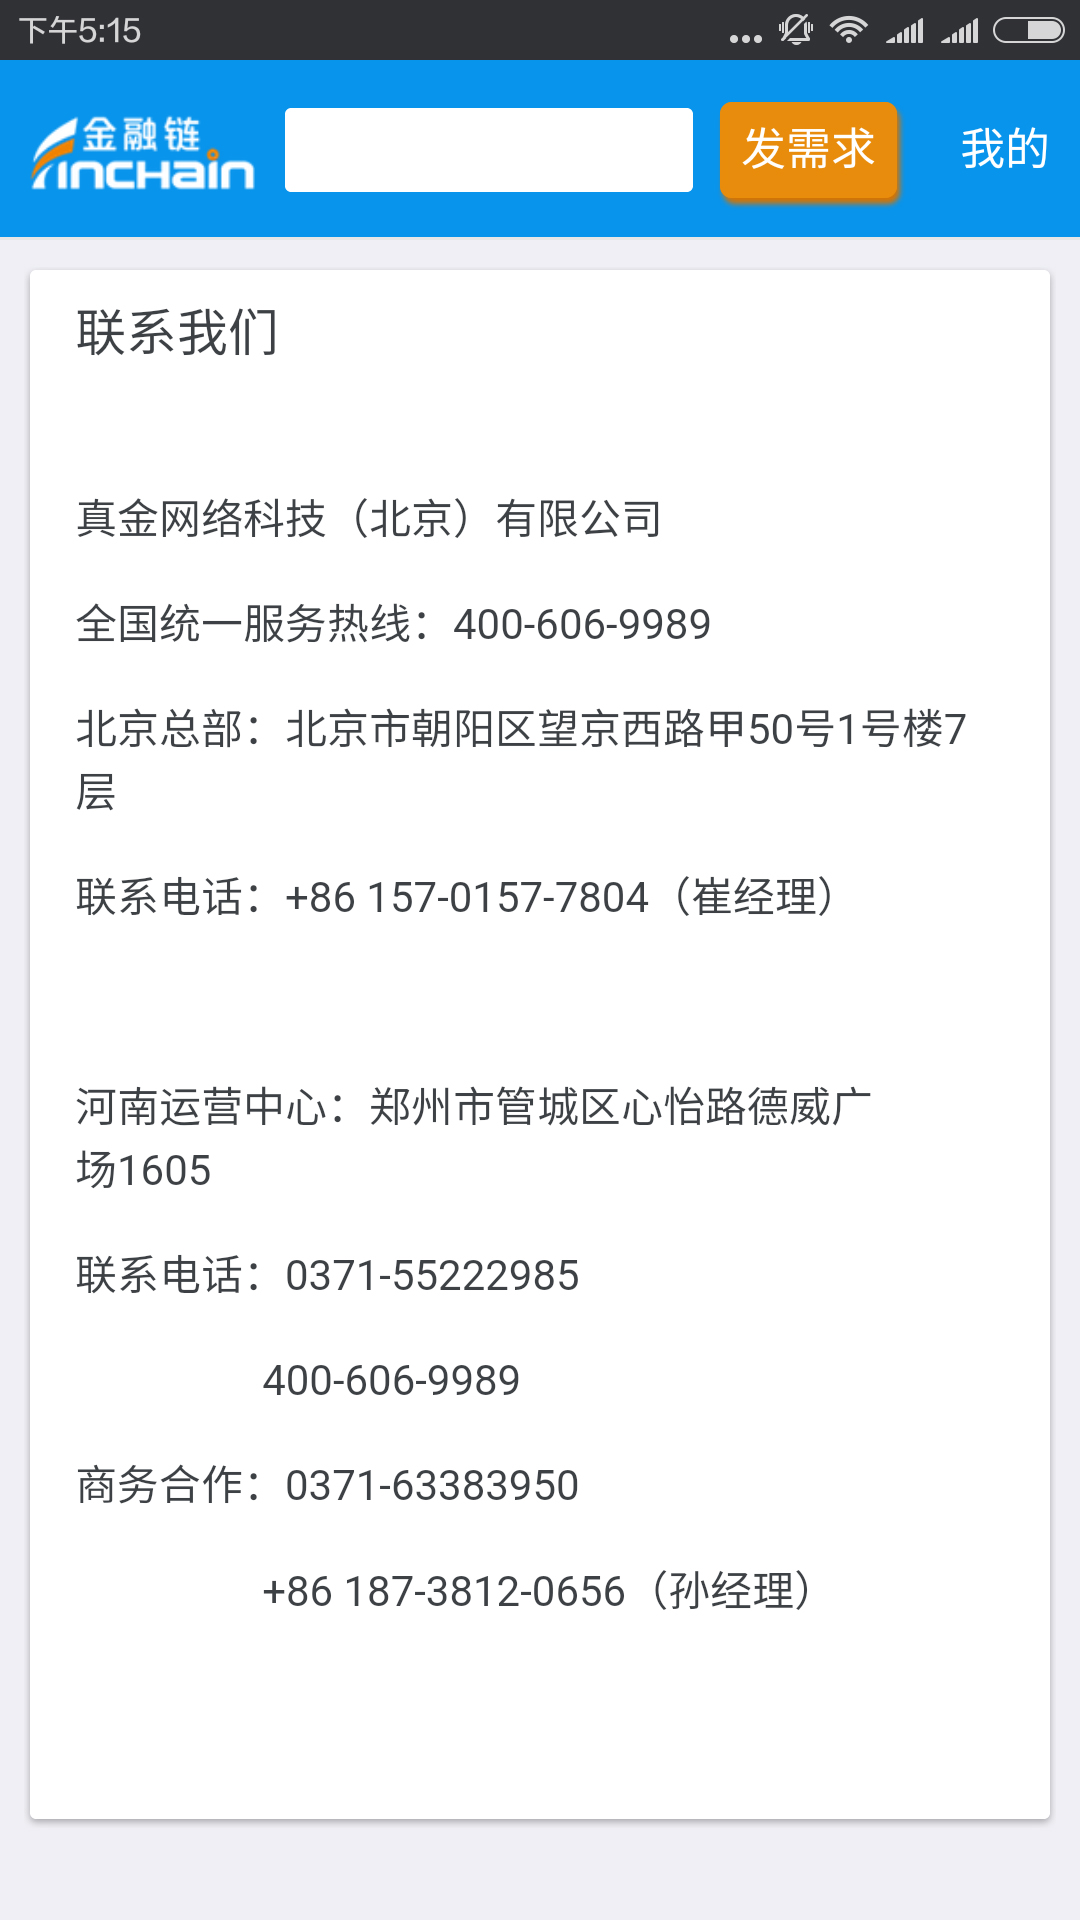 下午5:15
金融链
Finchain
发需求
我的
联系我们
真金网络科技（北京）有限公司
全国统一服务热线：400-606-9989
北京总部：北京市朝阳区望京西路甲50号1号楼7
层
联系电话：+86 157-0157-7804（崔经理）
河南运营中心：郑州市管城区心怡路德威广
场1605
联系电话：0371-55222985
400-606-9989
商务合作：0371-63383950
+86 187-3812-0656（孙经理）